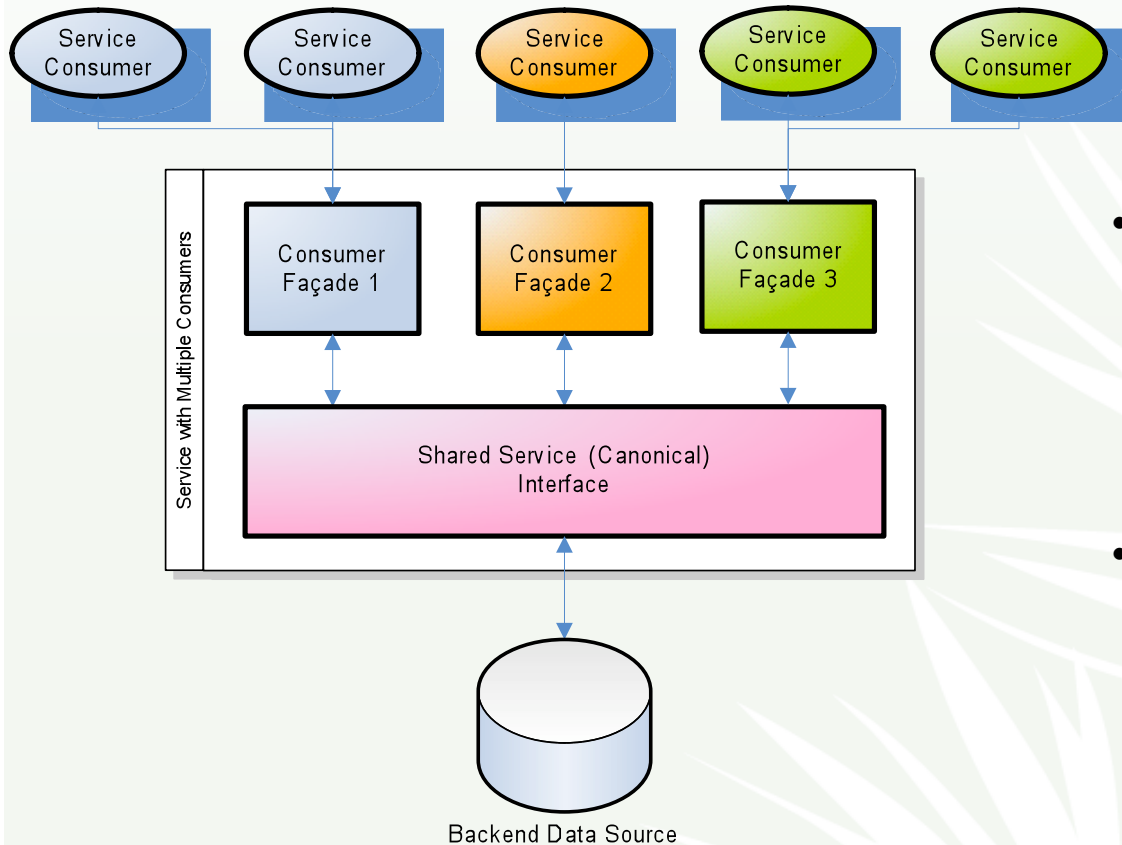 Service
Consumer
Service
Consumer
Service
Consumer
Service
Consumer
Service
Consumer
Service with Multiple Consumers
Consumer
Façade 1
Consumer
Façade 2
Consumer
Façade 3
Shared Service (Canonical)
Interface
Backend Data Source